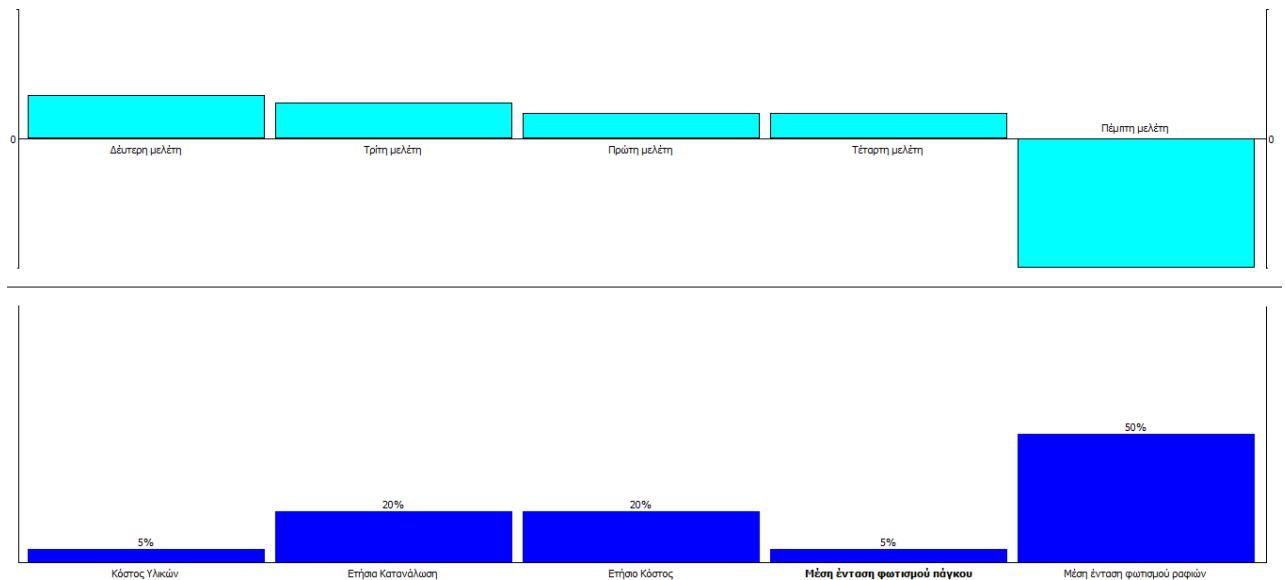 Πέμπτη μελέτη
0 0
Δέυτερη μελέτη Τρίτη μελέτη Πρώτη μελέτη Τέταρτη μελέτη
50%
20% 20%
5% 5%
Κόστος Υλικών Ετήσια Κατανάλωση Ετήσιο Κόστος Μέση ένταση φωτισμού πάγκου Μέση ένταση φωτισμού ραφιών